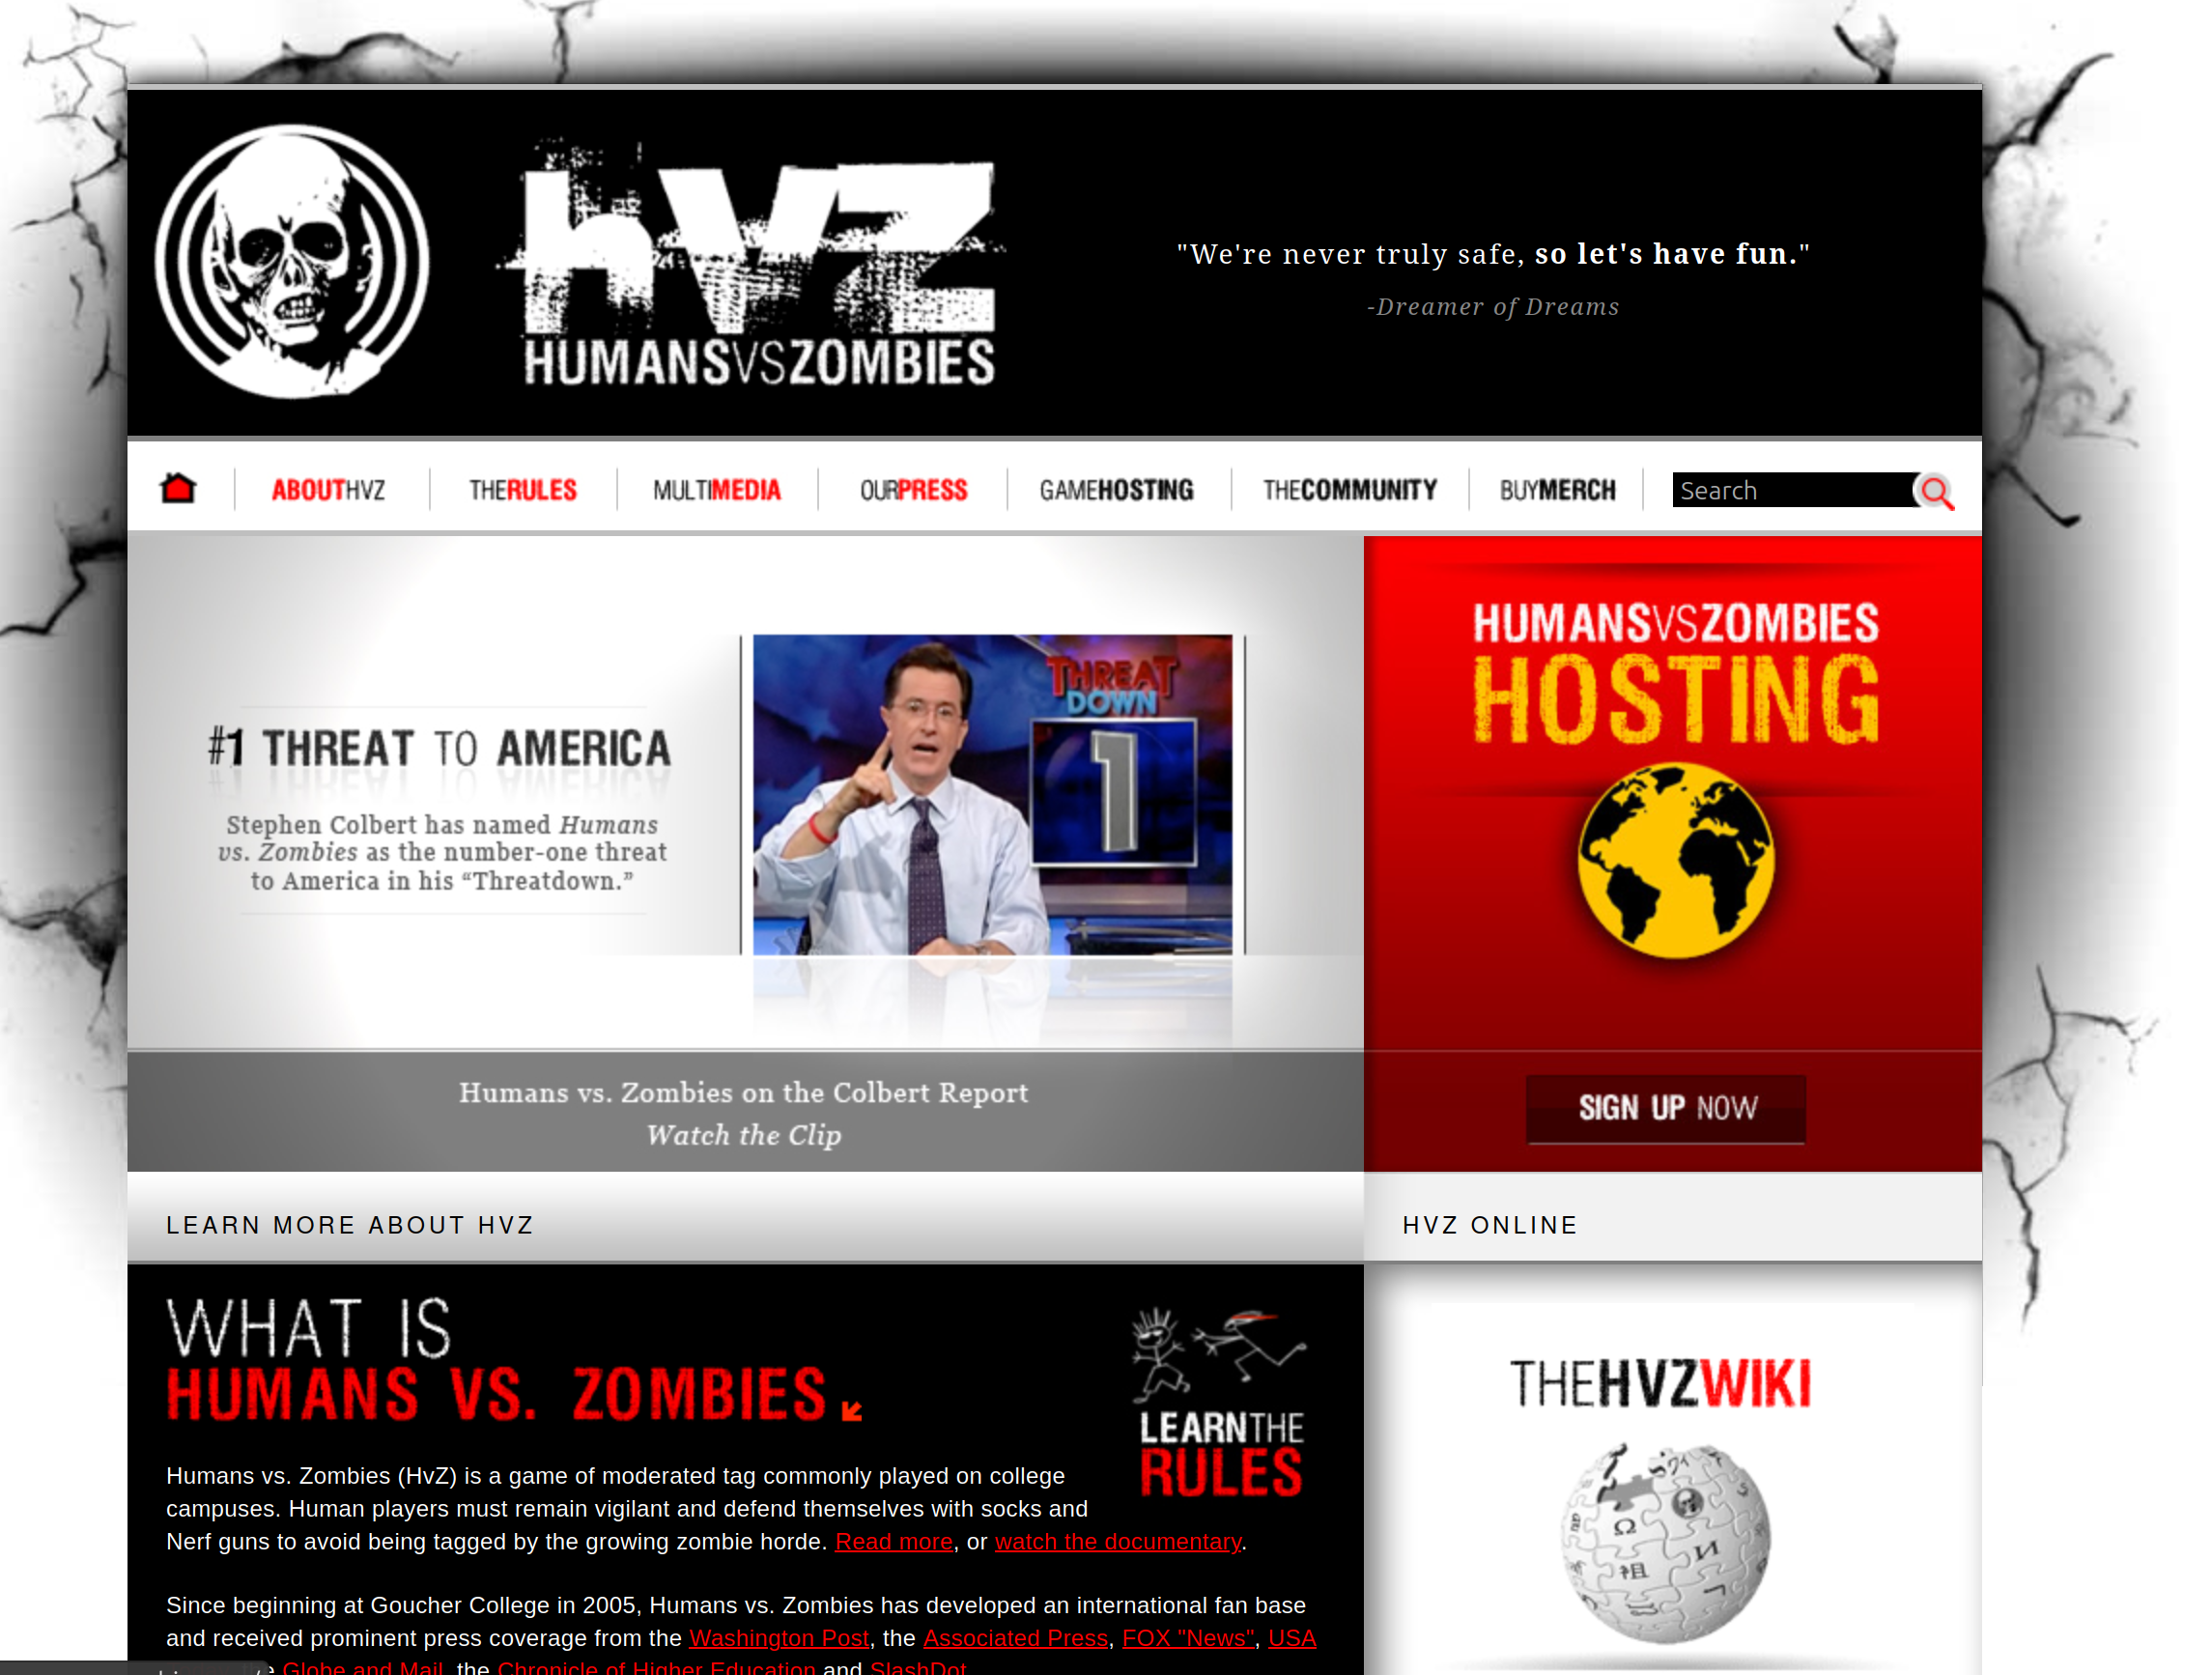 hvz
HUMANSVSZOMBIES
"We're never truly safe, so let's have fun."
-Dreamer of Dreams
ABOUTHVZ
THERULES
MULTIMEDIA
OURPRESS
GAMEHOSTING
THECOMMUNITY
BUYMERCH
Search
#1 THREAT TO AMERICA
Stephen Colbert has named Humans
vs. Zombies as the number-one threat
to America in his “Threatdown.”
THREAT
DOWN
1
Humans vs. Zombies on the Colbert Report
Watch the Clip
HUMANSVSZOMBIES
HOSTING
SIGN UP NOW
LEARN MORE ABOUT HVZ
HVZ ONLINE
WHAT IS
HUMANS VS. ZOMBIES
LEARNTHE
RULES
Humans vs. Zombies (HvZ) is a game of moderated tag commonly played on college
campuses. Human players must remain vigilant and defend themselves with socks and
Nerf guns to avoid being tagged by the growing zombie horde. Read more, or watch the documentary.
Since beginning at Goucher College in 2005, Humans vs. Zombies has developed an international fan base
and received prominent press coverage from the Washington Post, the Associated Press, FOX "News", USA
Globe and Mail, the Chronicle of Higher Education and SlashDot.
THEHVZWIKI
Ω
И
祖